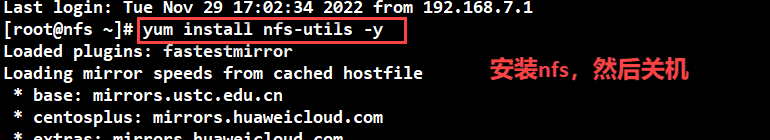 Last login: Tue Nov 29 17:02:34 2022 from 192.168.7.1
[root@nfs ~]# yum install nfs-utils -y
Loaded plugins: fastestmirror
Loading mirror speeds from cached hostfile
安装nfs，然后关机
* base: mirrors.ustc.edu.cn
* centosplus: mirrors.huaweicloud.com
* extras: mirrors.huaweicloud.com